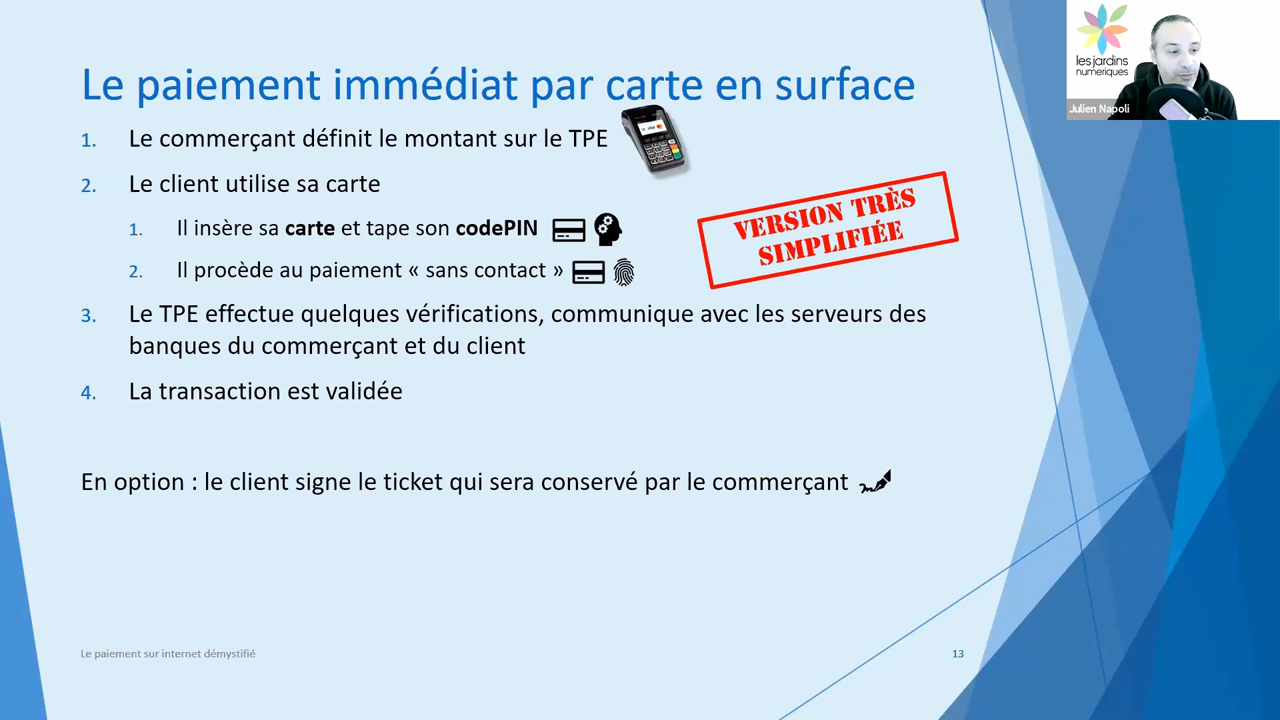 Le paiement immédiat par carte en surface
1. Le commerçant définit le montant sur le TPE
2. Le client utilise sa carte
1. Il insère sa carte et tape son codePIN
2. Il procède au paiement « sans contact »
3. Le TPE effectue quelques vérifications, communique avec les serveurs des
banques du commerçant et du client
4. La transaction est validée
VERSION TRÈS
SIMPLIFIÉE
En option : le client signe le ticket qui sera conservé par le commerçant
Le paiement sur internet démystifié
13
les jardins
numeriques
Julien Napoli